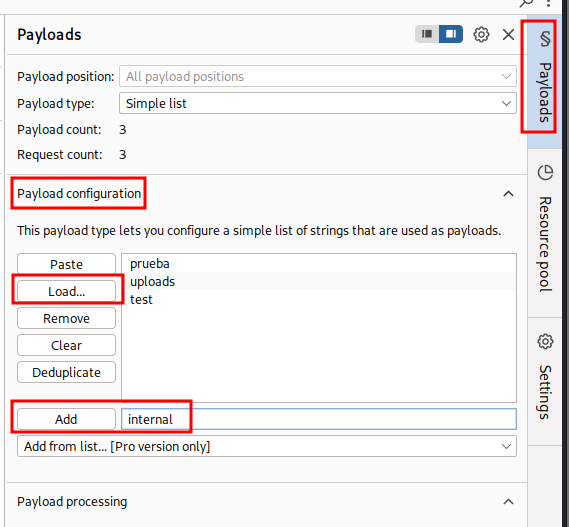 Payloads
Payload position: All payload positions
Payload type: Simple list
Payload count: 3
Request count: 3
Payload configuration
This payload type lets you configure a simple list of strings that are used as payloads.
Paste
Load...
Remove
Clear
Deduplicate
prueba
uploads
test
Add internal
Add from list... [Pro version only]
Payload processing
§ Payloads
Resource pool
Settings